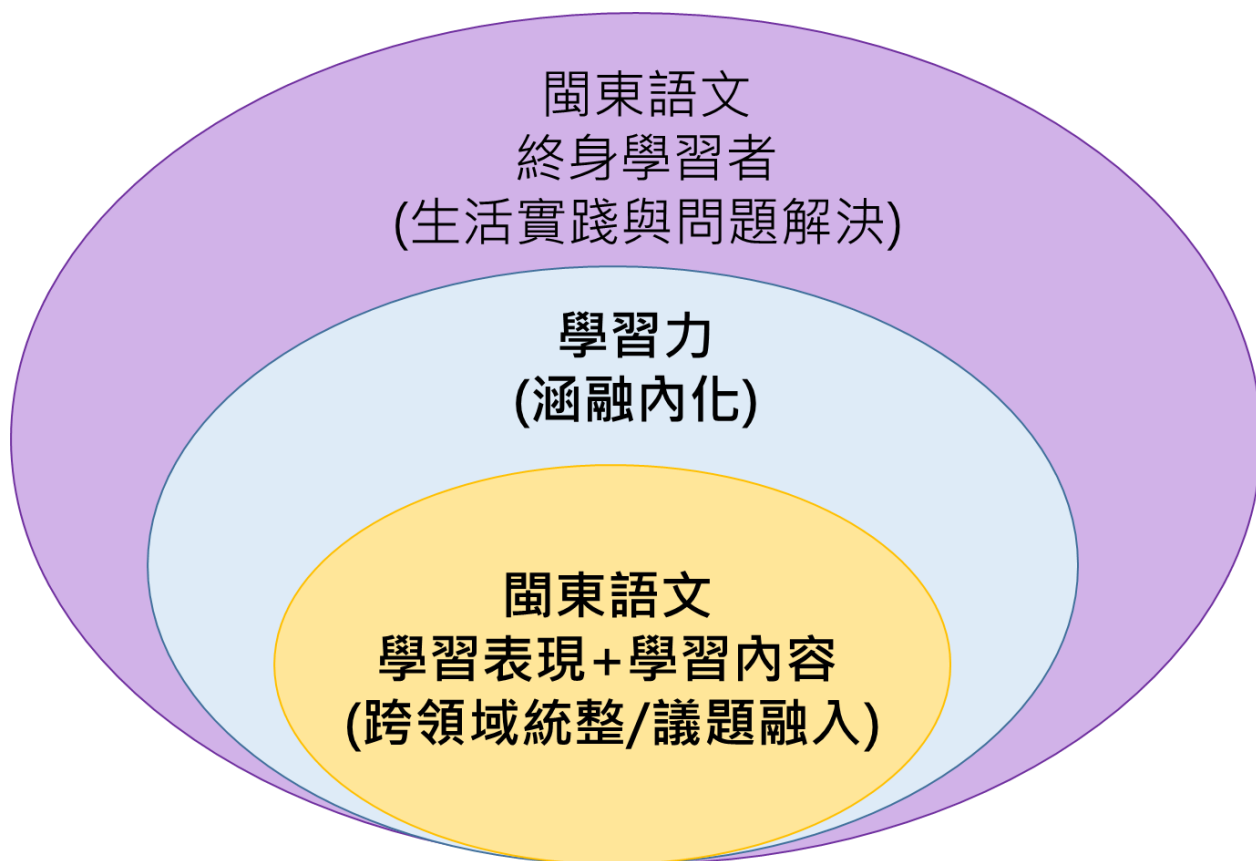 閩東語文
終身學習者
(生活實踐與問題解決)
學習力
(涵融內化)
閩東語文
學習表現+學習內容
(跨領域統整/議題融入)